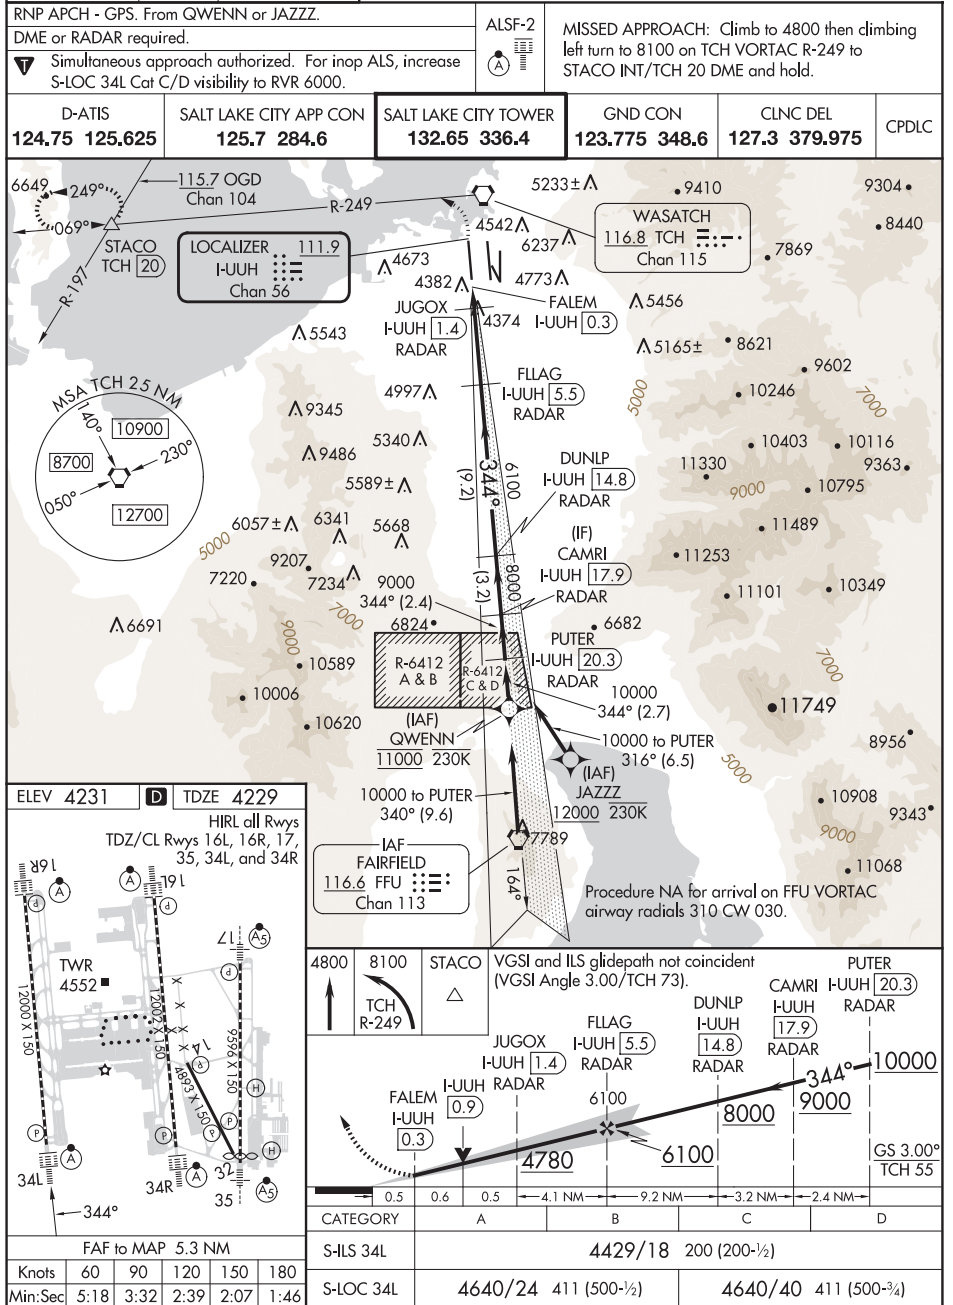 RNP APCH - GPS. From QWENN or JAZZZ.
DME or RADAR required.
T Simultaneous approach authorized. For inop ALS, increase
S-LOC 34L Cat C/D visibility to RVR 6000.
ALSF-2
A
MISSED APPROACH: Climb to 4800 then climbing
left turn to 8100 on TCH VORTAC R-249 to
STACO INT/TCH 20 DME and hold.
D-ATIS
124.75 125.625
SALT LAKE CITY APP CON
125.7 284.6
SALT LAKE CITY TOWER
132.65 336.4
GND CON
123.775 348.6
CLNC DEL
127.3 379.975
CPDLC
6649
249°
069°
115.7 OGD
Chan 104
R-249
STACO
TCH 20
R-197
LOCALIZER 111.9
I-UUH
Chan 56
5233±
9410
9304
8440
4542
6237
WASATCH
116.8 TCH
Chan 115
7869
4673
4382
N
4773
JUGOX
I-UUH 1.4
RADAR
4374
FALEM
I-UUH 0.3
5456
5543
5165±
8621
9602
MSA TCH 25 NM
140°
10900
230°
8700
050°
12700
4997
FLLAG
I-UUH 5.5
RADAR
5000
10246
7000
9345
9486
5340
344°
(9.2)
6100
10403
10116
9363
5589±
DUNLP
I-UUH 14.8
RADAR
11330
9000
10795
6057±
6341
5668
11489
5000
9207
7220
7234
(IF)
CAMRI
I-UUH 17.9
RADAR
11253
8000
(3.2)
9000
344° (2.4)
11101
10349
6691
7000
9000
6824
6682
10589
R-6412
A & B
R-6412
C & D
PUTER
I-UUH 20.3
RADAR
7000
10006
10620
(IAF)
QWENN
11000 230K
10000
344° (2.7)
11749
10000 to PUTER
316° (6.5)
8956
5000
(IAF)
JAZZZ
12000 230K
10000 to PUTER
340° (9.6)
10908
9343
9000
7789
IAF
FAIRFIELD
116.6 FFU
Chan 113
164°
11068
Procedure NA for arrival on FFU VORTAC
airway radials 310 CW 030.
ELEV 4231
D
TDZE 4229
HIRL all Rwys
TDZ/CL Rwys 16L, 16R, 17,
35, 34L, and 34R
16R
A
P
A
16L
P
17
A5
P
TWR
4552
12000 X 150
12002 X 150
X
X
X
X
X
X
14
P
9596 X 150
4893 X 150
H
P
P
P
P
H
34L
A
34R
A
32
35
A5
344°
FAF to MAP 5.3 NM
Knots 60 90 120 150 180
Min:Sec 5:18 3:32 2:39 2:07 1:46
4800
8100
TCH
R-249
STACO
VGSI and ILS glidepath not coincident
(VGSI Angle 3.00/TCH 73).
PUTER
I-UUH 20.3
RADAR
CAMRI
I-UUH
17.9
RADAR
DUNLP
I-UUH
14.8
RADAR
FLLAG
I-UUH 5.5
RADAR
JUGOX
I-UUH 1.4
RADAR
I-UUH
0.9
FALEM
I-UUH
0.3
6100
344°
10000
9000
8000
6100
4780
GS 3.00°
TCH 55
0.5
0.6
0.5
4.1 NM
9.2 NM
3.2 NM
2.4 NM
CATEGORY A B C D
S-ILS 34L 4429/18 200 (200-½)
S-LOC 34L 4640/24 411 (500-½) 4640/40 411 (500-¾)